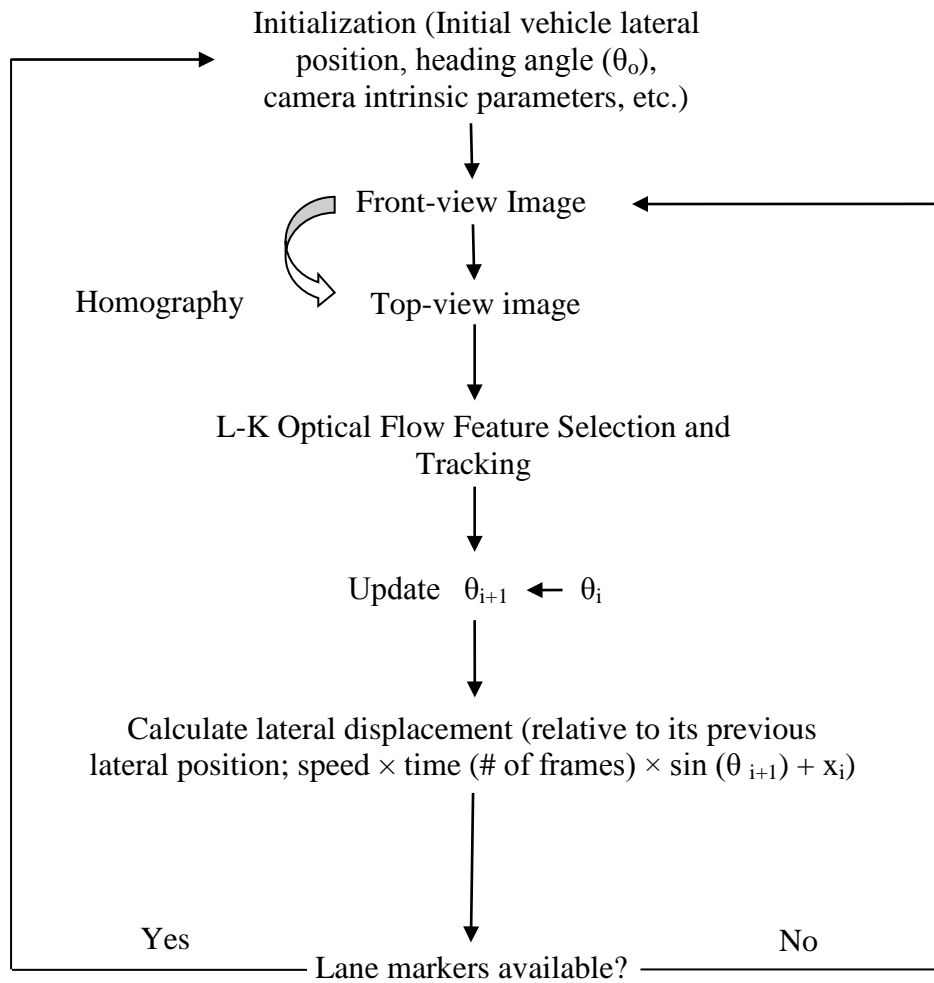 Initialization (Initial vehicle lateral
position, heading angle (θo),
camera intrinsic parameters, etc.)
Front-view Image
Homography
Top-view image
L-K Optical Flow Feature Selection and
Tracking
Update θi+1 ← θi
Calculate lateral displacement (relative to its previous
lateral position; speed × time (# of frames) × sin (θ i+1) + xi)
Yes
No
Lane markers available?